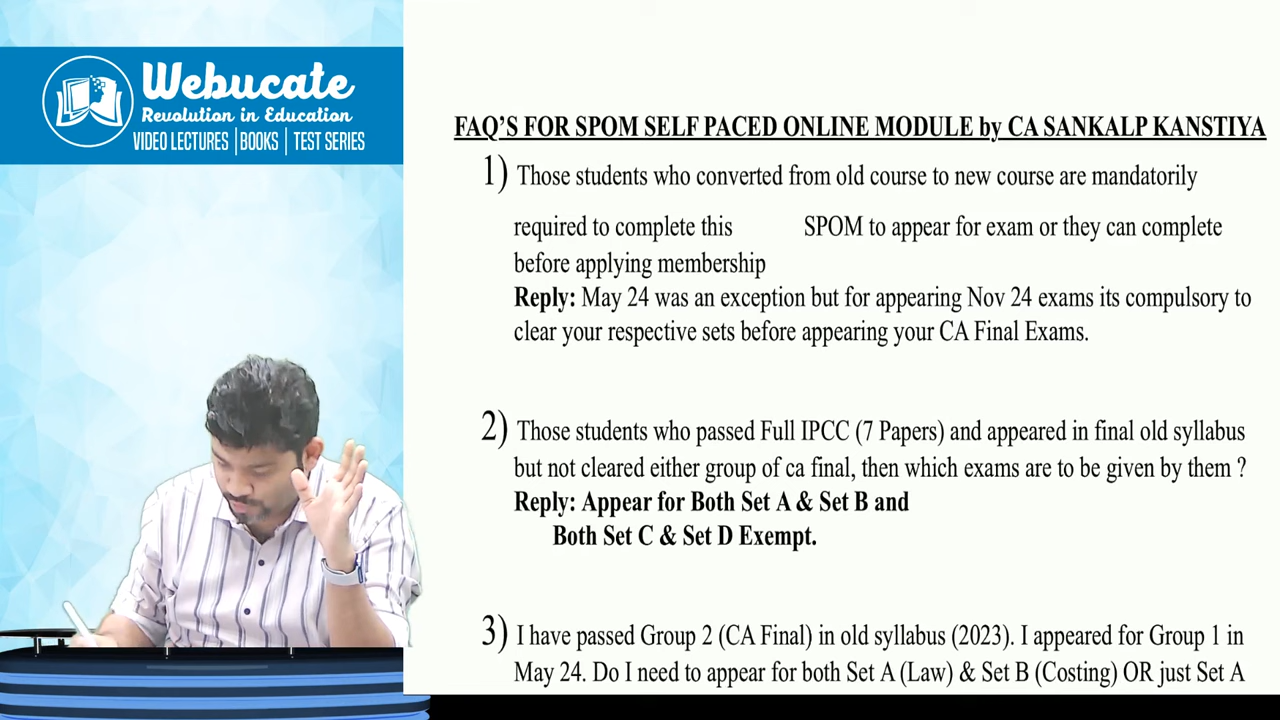 Webucate
Revolution in Education
VIDEO LECTURES | BOOKS | TEST SERIES
FAQ'S FOR SPOM SELF PACED ONLINE MODULE by CA SANKALP KANSTIYA
1) Those students who converted from old course to new course are mandatorily
required to complete this SPOM to appear for exam or they can complete
before applying membership
Reply: May 24 was an exception but for appearing Nov 24 exams its compulsory to
clear your respective sets before appearing your CA Final Exams.
2) Those students who passed Full IPCC (7 Papers) and appeared in final old syllabus
but not cleared either group of ca final, then which exams are to be given by them ?
Reply: Appear for Both Set A & Set B and
Both Set C & Set D Exempt.
3) I have passed Group 2 (CA Final) in old syllabus (2023). I appeared for Group 1 in
May 24. Do I need to appear for both Set A (Law) & Set B (Costing) OR just Set A